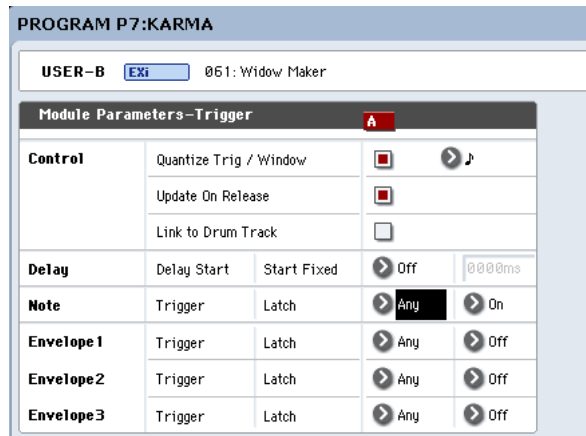 PROGRAM P7:KARMA
USER-B EXi 061: Widow Maker
Module Parameters-Trigger A
Control Quantize Trig / Window ♪
Update On Release
Link to Drum Track
Delay Delay Start Start Fixed Off 0000ms
Note Trigger Latch Any On
Envelope1 Trigger Latch Any Off
Envelope2 Trigger Latch Any Off
Envelope3 Trigger Latch Any Off